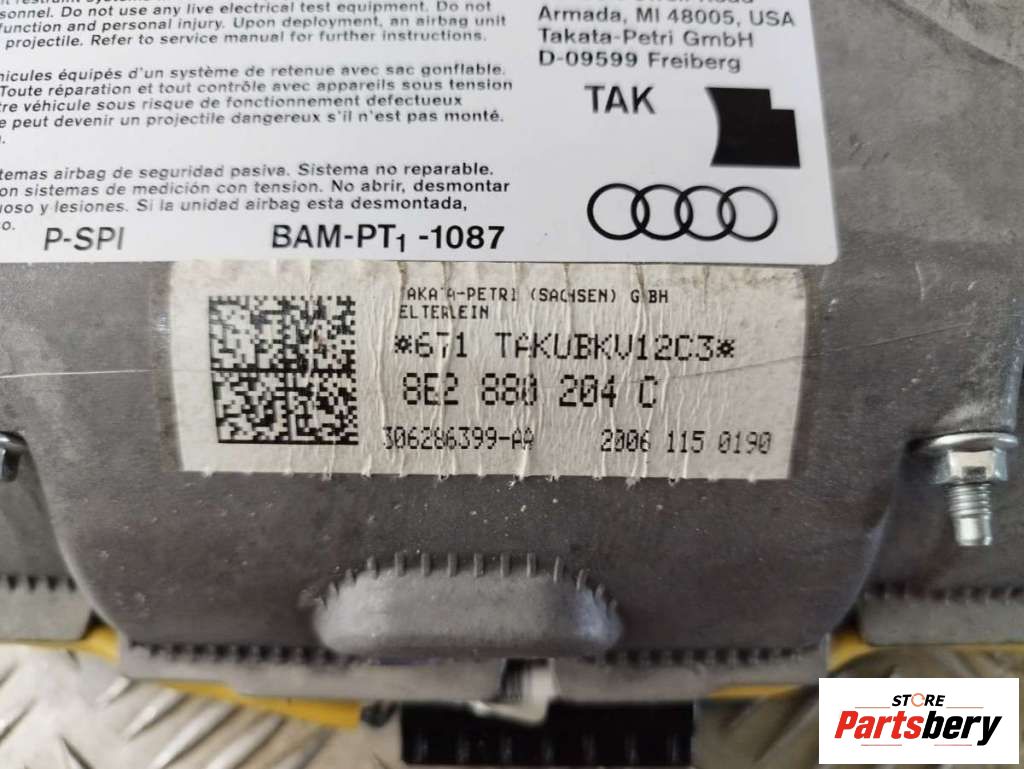 sonnel. Do not use any live electrical test equipment. Do not
function and personal injury. Upon deployment, an airbag unit
projectile. Refer to service manual for further instructions.
hicules équipés d'un système de retenue avec sac gonflable.
Toute réparation et tout contrôle avec appareils sous tension
tre véhicule sous risque de fonctionnement defectueux
e peut devenir un projectile dangereux s'il n'est pas monté.
temas airbag de seguridad pasiva. Sistema no reparable.
on sistemas de medición con tension. No abrir, desmontar
uoso y lesiones. Si la unidad airbag esta desmontada,
so.
P-SPI
BAM-PT1 -1087
Armada, MI 48005, USA
Takata-Petri GmbH
D-09599 Freiberg
TAK
TAKATA-PETRI (SACHSEN) GMBH
ELTERLEIN
*671 TAKUBKV12C3*
8E2 880 204 C
306286399-AA 2006 115 0190
STORE
Partsbery